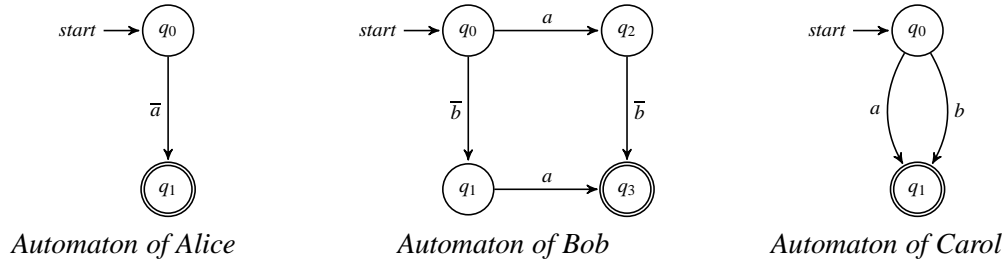 start q0
a̅
q1
Automaton of Alice
start q0 a q2
b̅ b̅
q1 a q3
Automaton of Bob
start q0
a b
q1
Automaton of Carol